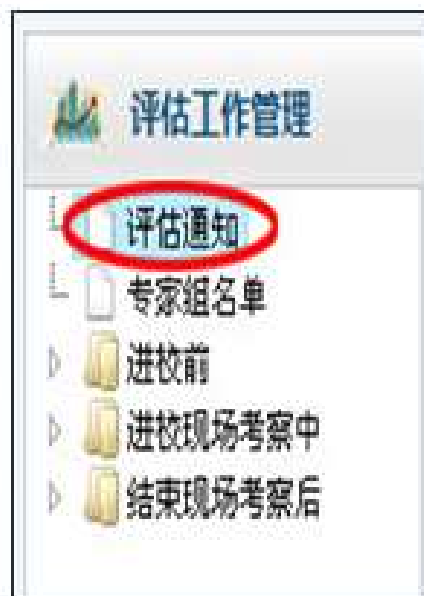 评估工作管理
评估通知
专家组名单
进校前
进校现场考察中
结束现场考察后